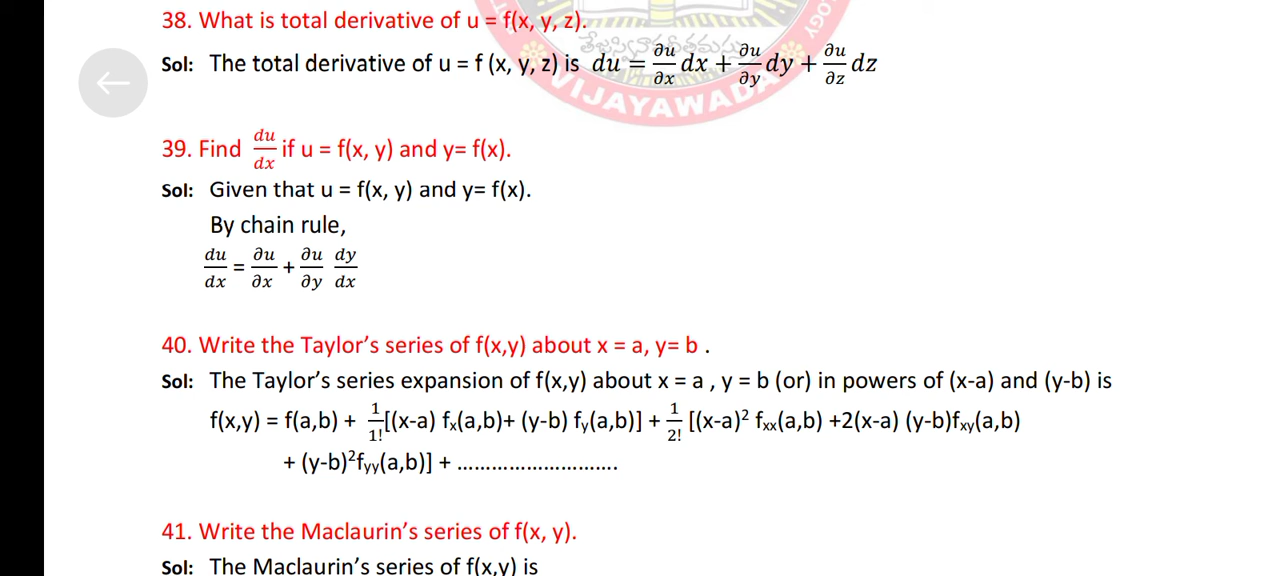 38. What is total derivative of u = f(x, y, z).
Sol: The total derivative of u = f (x, y, z) is du = ∂u/∂x dx + ∂u/∂y dy + ∂u/∂z dz
VIJAYAWADA
39. Find du/dx if u = f(x, y) and y= f(x).
Sol: Given that u = f(x, y) and y= f(x).
By chain rule,
du/dx = ∂u/∂x + ∂u/∂y dy/dx
40. Write the Taylor’s series of f(x,y) about x = a, y= b .
Sol: The Taylor’s series expansion of f(x,y) about x = a , y = b (or) in powers of (x-a) and (y-b) is
f(x,y) = f(a,b) + 1/1![(x-a) fₓ(a,b)+ (y-b) fᵧ(a,b)] + 1/2! [(x-a)² fₓₓ(a,b) +2(x-a) (y-b)fₓᵧ(a,b)
+ (y-b)²fᵧᵧ(a,b)] + ............................
41. Write the Maclaurin’s series of f(x, y).
Sol: The Maclaurin’s series of f(x,y) is